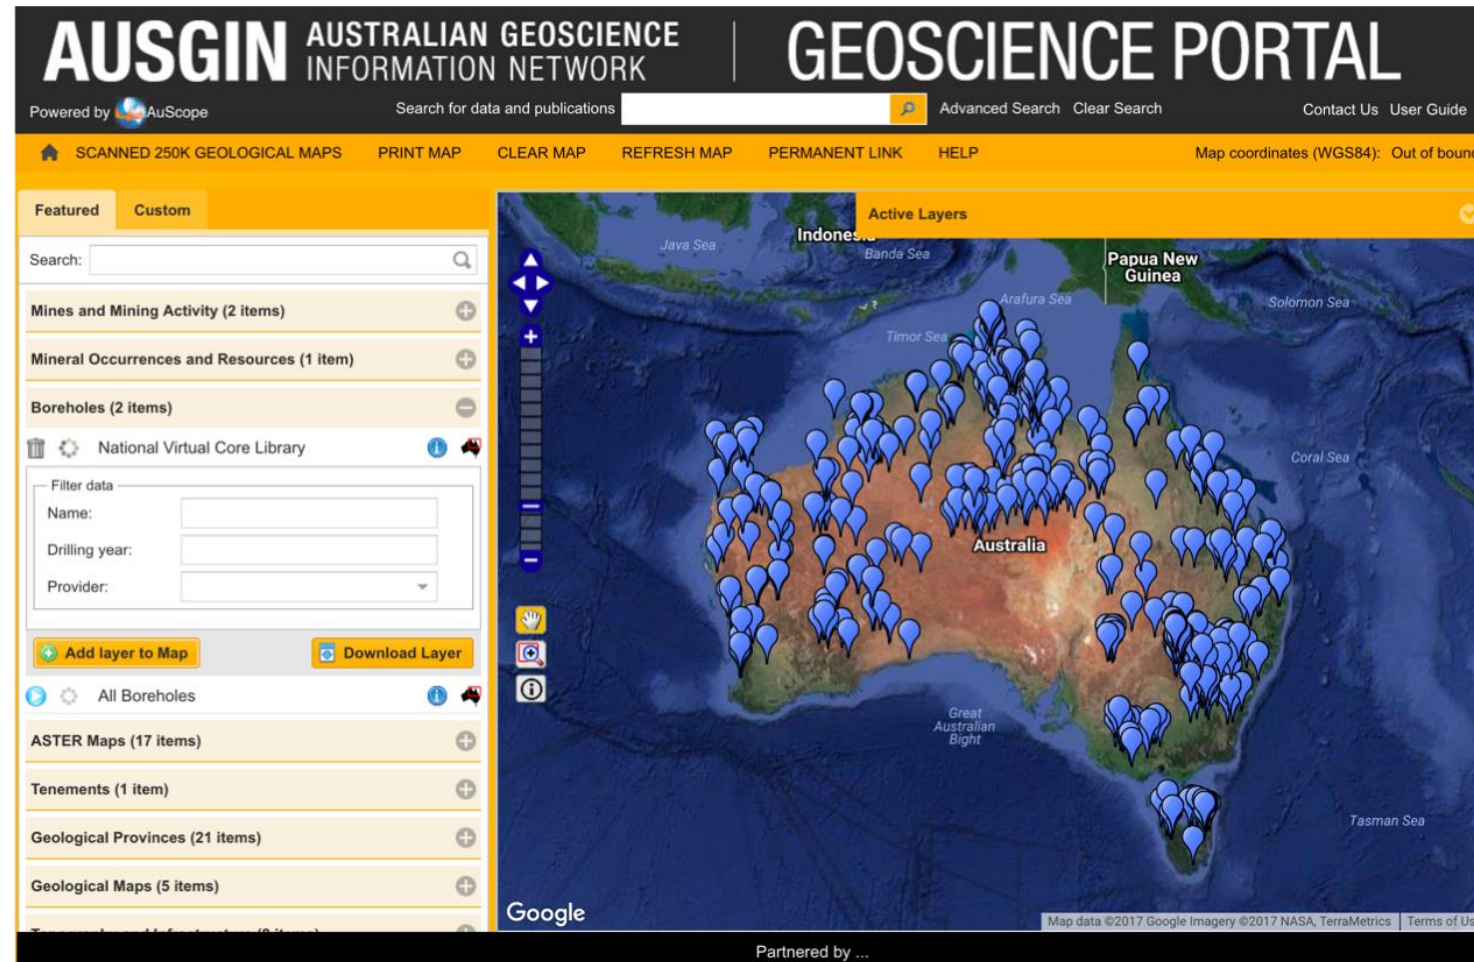 AUSGIN AUSTRALIAN GEOSCIENCE INFORMATION NETWORK | GEOSCIENCE PORTAL
Powered by AuScope Search for data and publications Advanced Search Clear Search Contact Us User Guide
SCANNED 250K GEOLOGICAL MAPS PRINT MAP CLEAR MAP REFRESH MAP PERMANENT LINK HELP Map coordinates (WGS84): Out of bound
Featured Custom
Search:
Mines and Mining Activity (2 items)
Mineral Occurrences and Resources (1 item)
Boreholes (2 items)
National Virtual Core Library
Filter data
Name:
Drilling year:
Provider:
Add layer to Map Download Layer
All Boreholes
ASTER Maps (17 items)
Tenements (1 item)
Geological Provinces (21 items)
Geological Maps (5 items)
Active Layers
Java Sea
Indones
Banda Sea
Papua New
Guinea
Arafura Sea
Solomon Sea
Timor Sea
Coral Sea
Australia
Great
Australian
Bight
Tasman Sea
Google
Map data ©2017 Google Imagery ©2017 NASA, TerraMetrics Terms of Us
Partnered by ...